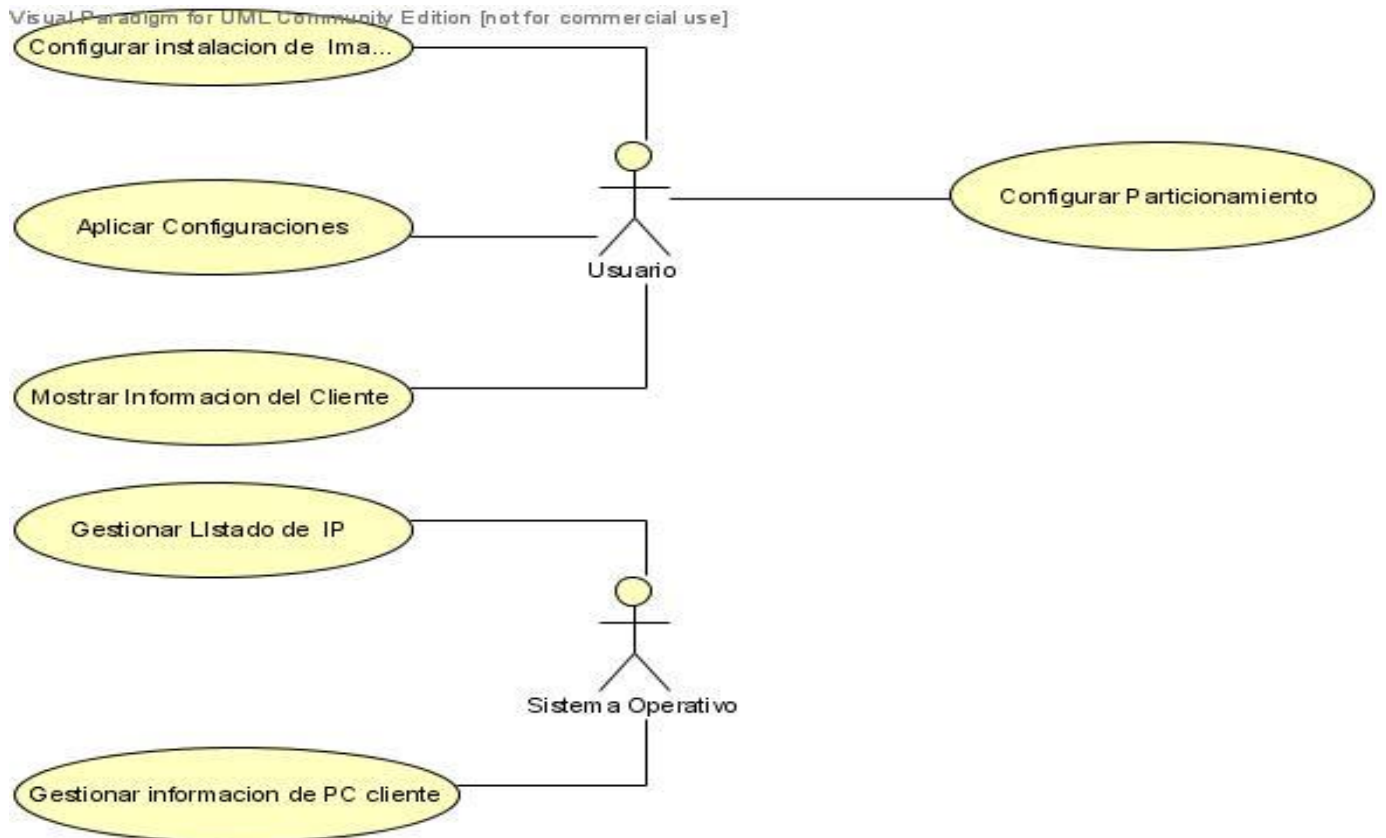 Visual Paradigm for UML Community Edition [not for commercial use]
Configurar instalacion de Ima...
Configurar Particionamiento
Aplicar Configuraciones
Usuario
Mostrar Informacion del Cliente
Gestionar LIstado de IP
Sistema Operativo
Gestionar informacion de PC cliente